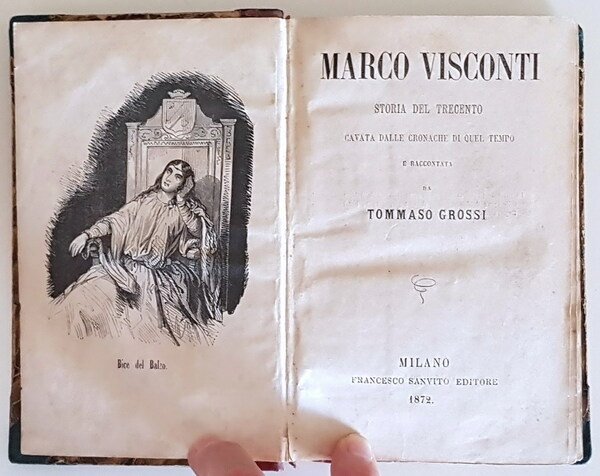 Bice del Balzo.
MARCO VISCONTI
STORIA DEL TRECENTO
CAVATA DALLE CRONACHE DI QUEL TEMPO
E RACCONTATA
DA
TOMMASO GROSSI
MILANO
FRANCESCO SANVITO EDITORE
1872.